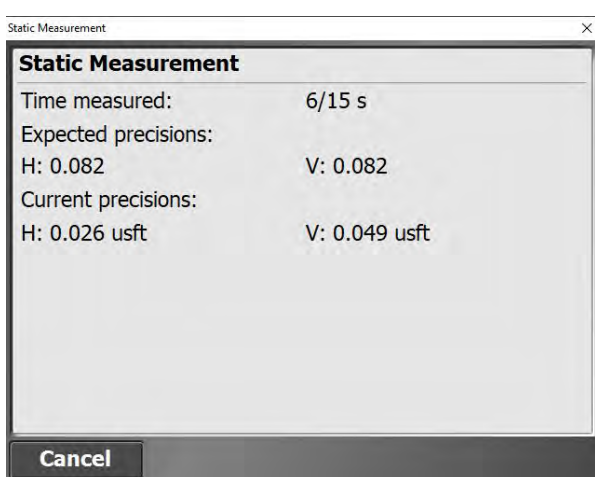 Static Measurement
Static Measurement
Time measured: 6/15 s
Expected precisions:
H: 0.082 V: 0.082
Current precisions:
H: 0.026 usft V: 0.049 usft
Cancel